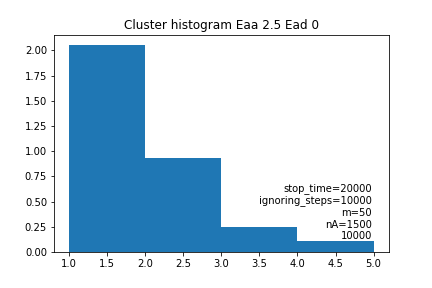 Cluster histogram Eaa 2.5 Ead 0
2.00
1.75
1.50
1.25
1.00
0.75
0.50
0.25
0.00
stop_time=20000
ignoring_steps=10000
m=50
nA=1500
10000
1.0 1.5 2.0 2.5 3.0 3.5 4.0 4.5 5.0